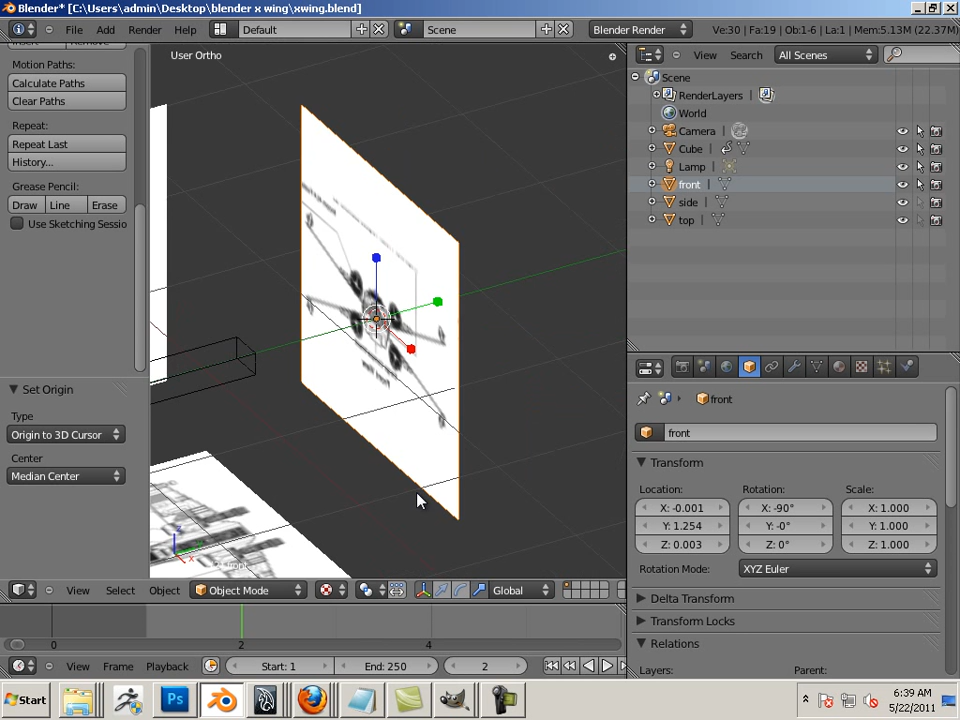 Blender* [C:\Users\admin\Desktop\blender x wing\xwing.blend]
File Add Render Help
Default
Scene
Blender Render
Ve:30 | Fa:19 | Ob:1-6 | La:1 | Mem:5.13M (22.37M)
Motion Paths:
Calculate Paths
Clear Paths
Repeat:
Repeat Last
History...
Grease Pencil:
Draw Line Erase
Use Sketching Sessio
Set Origin
Type
Origin to 3D Cursor
Center
Median Center
User Ortho
View Select Object
Object Mode
Global
0 2 4
View Frame Playback
Start: 1
End: 250
2
View Search
All Scenes
Scene
RenderLayers
World
Camera
Cube
Lamp
front
side
top
front
front
Transform
Location: Rotation: Scale:
X: -0.001 X: -90° X: 1.000
Y: 1.254 Y: -0° Y: 1.000
Z: 0.003 Z: 0° Z: 1.000
Rotation Mode: XYZ Euler
Delta Transform
Transform Locks
Relations
Layers: Parent:
Start
Ps
6:39 AM
5/22/2011